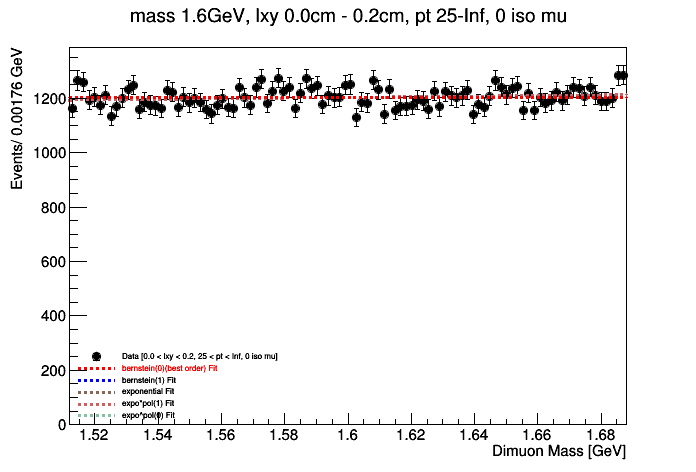 mass 1.6GeV, lxy 0.0cm - 0.2cm, pt 25-Inf, 0 iso mu
Events/ 0.00176 GeV
1200
1000
800
600
400
200
0
Data [0.0 < lxy < 0.2, 25 < pt < Inf, 0 iso mu]
bernstein(0)(best order) Fit
bernstein(1) Fit
exponential Fit
expo*pol(1) Fit
expo^pol(9) Fit
1.52 1.54 1.56 1.58 1.6 1.62 1.64 1.66 1.68
Dimuon Mass [GeV]